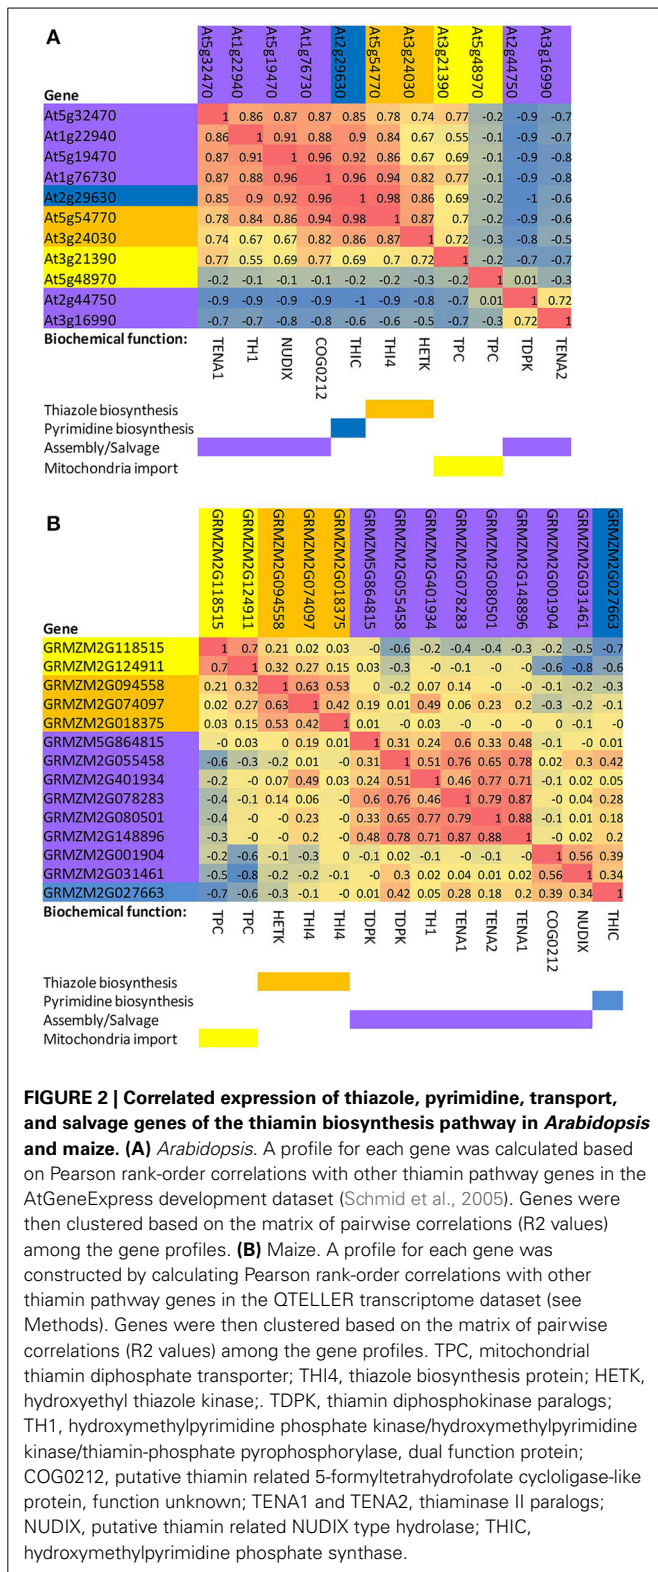 A
At5g32470 At1g22940 At5g19470 At1g76730 At2g29630 At5g54770 At3g24030 At3g21390 At5g48970 At2g44750 At3g16990
Gene
At5g32470 1 0.86 0.87 0.87 0.85 0.78 0.74 0.77 -0.2 -0.9 -0.7
At1g22940 0.86 1 0.91 0.88 0.9 0.84 0.67 0.55 -0.1 -0.9 -0.7
At5g19470 0.87 0.91 1 0.96 0.92 0.86 0.67 0.69 -0.1 -0.9 -0.8
At1g76730 0.87 0.88 0.96 1 0.96 0.94 0.82 0.77 -0.1 -0.9 -0.8
At2g29630 0.85 0.9 0.92 0.96 1 0.98 0.86 0.69 -0.2 -1 -0.6
At5g54770 0.78 0.84 0.86 0.94 0.98 1 0.87 0.7 -0.2 -0.9 -0.6
At3g24030 0.74 0.67 0.67 0.82 0.86 0.87 1 0.72 -0.3 -0.8 -0.5
At3g21390 0.77 0.55 0.69 0.77 0.69 0.7 0.72 1 -0.2 -0.7 -0.7
At5g48970 -0.2 -0.1 -0.1 -0.1 -0.2 -0.2 -0.3 -0.2 1 0.01 -0.3
At2g44750 -0.9 -0.9 -0.9 -0.9 -1 -0.9 -0.8 -0.7 0.01 1 0.72
At3g16990 -0.7 -0.7 -0.8 -0.8 -0.6 -0.6 -0.5 -0.7 -0.3 0.72 1
Biochemical function: TENA1 TH1 NUDIX COG0212 THIC THI4 HETK TPC TPC TDPK TENA2
Thiazole biosynthesis
Pyrimidine biosynthesis
Assembly/Salvage
Mitochondria import
B
GRMZM2G118515 GRMZM2G124911 GRMZM2G094558 GRMZM2G074097 GRMZM2G018375 GRMZM5G864815 GRMZM2G055458 GRMZM2G401934 GRMZM2G078283 GRMZM2G080501 GRMZM2G148896 GRMZM2G001904 GRMZM2G031461 GRMZM2G027663
Gene
GRMZM2G118515 1 0.7 0.21 0.02 0.03 -0 -0.6 -0.2 -0.4 -0.4 -0.3 -0.2 -0.5 -0.7
GRMZM2G124911 0.7 1 0.32 0.27 0.15 0.03 -0.3 -0 -0.1 -0 -0 -0.6 -0.8 -0.6
GRMZM2G094558 0.21 0.32 1 0.63 0.53 0 -0.2 0.07 0.14 -0 -0 -0.1 -0.2 -0.3
GRMZM2G074097 0.02 0.27 0.63 1 0.42 0.19 0.01 0.49 0.06 0.23 0.2 -0.3 -0.2 -0.1
GRMZM2G018375 0.03 0.15 0.53 0.42 1 0.01 -0 0.03 -0 -0 -0 0 -0.1 -0
GRMZM5G864815 -0 0.03 0 0.19 0.01 1 0.31 0.24 0.6 0.33 0.48 -0.1 -0 0.01
GRMZM2G055458 -0.6 -0.3 -0.2 0.01 -0 0.31 1 0.51 0.76 0.65 0.78 0.02 0.3 0.42
GRMZM2G401934 -0.2 -0 0.07 0.49 0.03 0.24 0.51 1 0.46 0.77 0.71 -0.1 0.02 0.05
GRMZM2G078283 -0.4 -0.1 0.14 0.06 -0 0.6 0.76 0.46 1 0.79 0.87 -0 0.04 0.28
GRMZM2G080501 -0.4 -0 -0 0.23 -0 0.33 0.65 0.77 0.79 1 0.88 -0.1 0.01 0.18
GRMZM2G148896 -0.3 -0 -0 0.2 -0 0.48 0.78 0.71 0.87 0.88 1 -0 0.02 0.2
GRMZM2G001904 -0.2 -0.6 -0.1 -0.3 0 -0.1 0.02 -0.1 -0 -0.1 -0 1 0.56 0.39
GRMZM2G031461 -0.5 -0.8 -0.2 -0.2 -0.1 -0 0.3 0.02 0.04 0.01 0.02 0.56 1 0.34
GRMZM2G027663 -0.7 -0.6 -0.3 -0.1 -0 0.01 0.42 0.05 0.28 0.18 0.2 0.39 0.34 1
Biochemical function: TPC TPC HETK THI4 THI4 TDPK TDPK TH1 TENA1 TENA2 TENA1 COG0212 NUDIX THIC
Thiazole biosynthesis
Pyrimidine biosynthesis
Assembly/Salvage
Mitochondria import
FIGURE 2 | Correlated expression of thiazole, pyrimidine, transport,
and salvage genes of the thiamin biosynthesis pathway in Arabidopsis
and maize. (A) Arabidopsis. A profile for each gene was calculated based
on Pearson rank-order correlations with other thiamin pathway genes in the
AtGeneExpress development dataset (Schmid et al., 2005). Genes were
then clustered based on the matrix of pairwise correlations (R2 values)
among the gene profiles. (B) Maize. A profile for each gene was
constructed by calculating Pearson rank-order correlations with other
thiamin pathway genes in the QTELLER transcriptome dataset (see
Methods). Genes were then clustered based on the matrix of pairwise
correlations (R2 values) among the gene profiles. TPC, mitochondrial
thiamin diphosphate transporter; THI4, thiazole biosynthesis protein; HETK,
hydroxyethyl thiazole kinase;. TDPK, thiamin diphosphokinase paralogs;
TH1, hydroxymethylpyrimidine phosphate kinase/hydroxymethylpyrimidine
kinase/thiamin-phosphate pyrophosphorylase, dual function protein;
COG0212, putative thiamin related 5-formyltetrahydrofolate cycloligase-like
protein, function unknown; TENA1 and TENA2, thiaminase II paralogs;
NUDIX, putative thiamin related NUDIX type hydrolase; THIC,
hydroxymethylpyrimidine phosphate synthase.